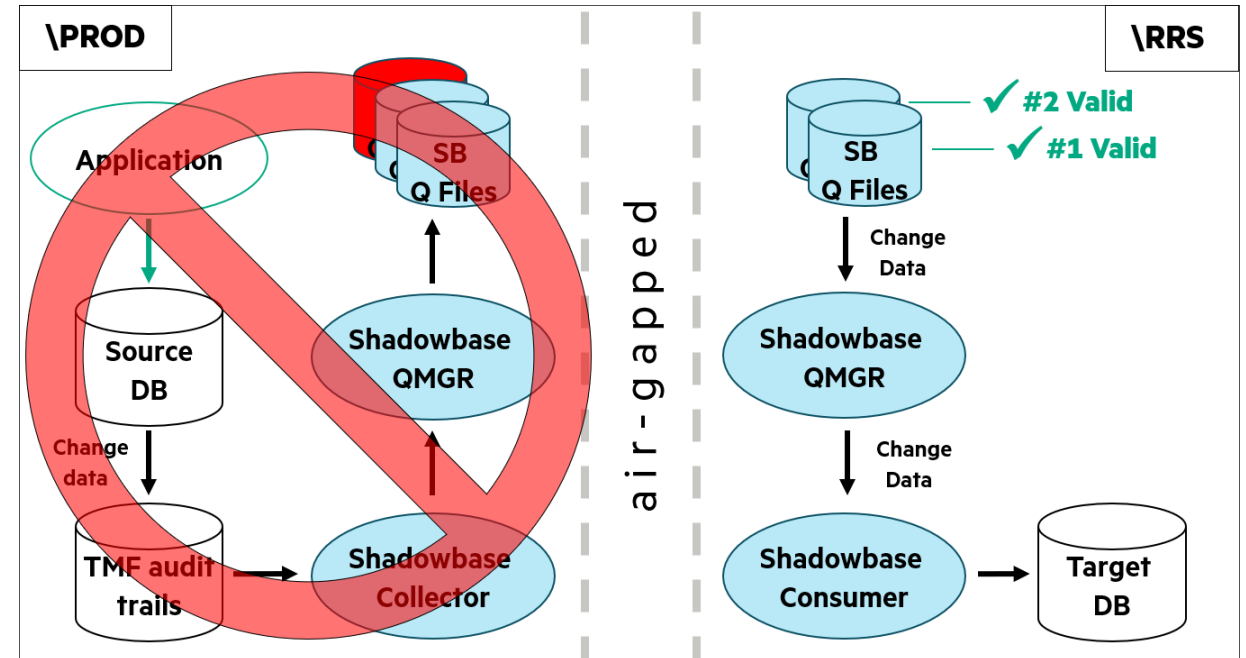 \PROD
Application
Source
DB
Change
data
TMF audit
trails
Shadowbase
Collector
Shadowbase
QMGR
SB
Q Files
air-gapped
\RRS
#2 Valid
#1 Valid
SB
Q Files
Change
Data
Shadowbase
QMGR
Change
Data
Shadowbase
Consumer
Target
DB